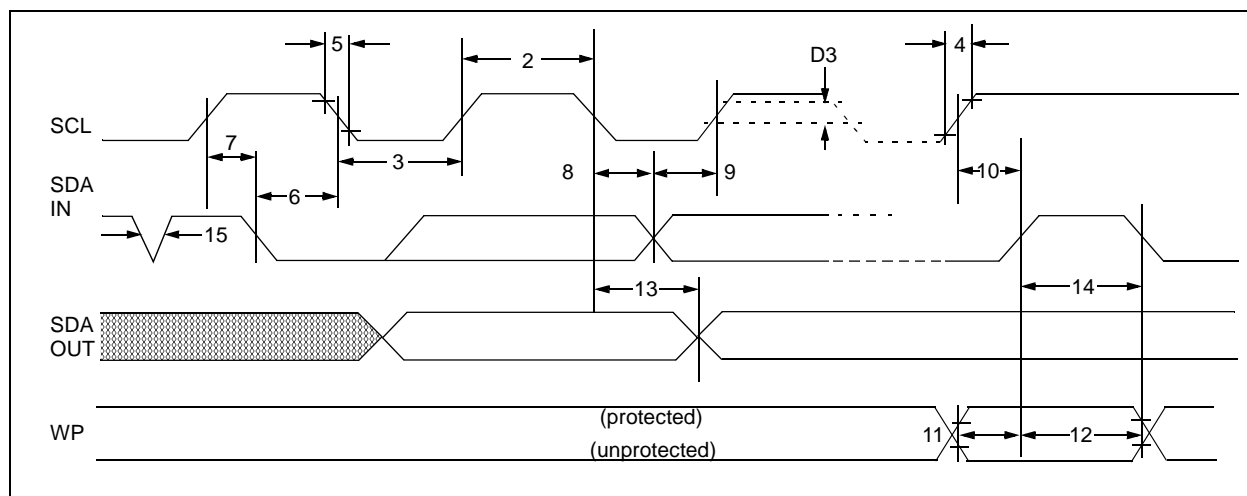 5
2
D3
4
SCL
7
3
8
9
10
SDA
IN
6
15
13
14
SDA
OUT
WP
(protected)
(unprotected)
11
12